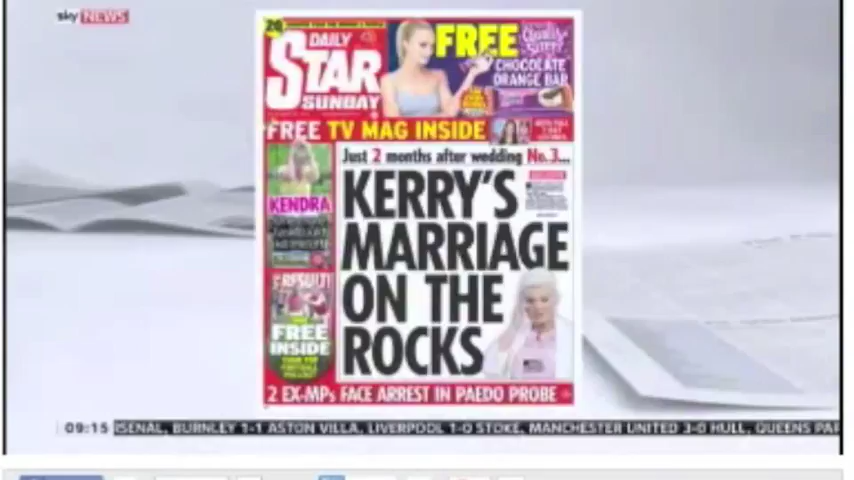 sky NEWS
DAILY
STAR
SUNDAY
FREE
CHOCOLATE
ORANGE BAR
FREE TV MAG INSIDE
Just 2 months after wedding No.3...
KERRY'S
MARRIAGE
ON THE
ROCKS
KENDRA
RESULT!
FREE
INSIDE
2 EX-MPs FACE ARREST IN PAEDO PROBE
09:15 ISENAL, BURNLEY 1-1 ASTON VILLA, LIVERPOOL 1-0 STOKE, MANCHESTER UNITED 3-0 HULL, QUEENS PAR